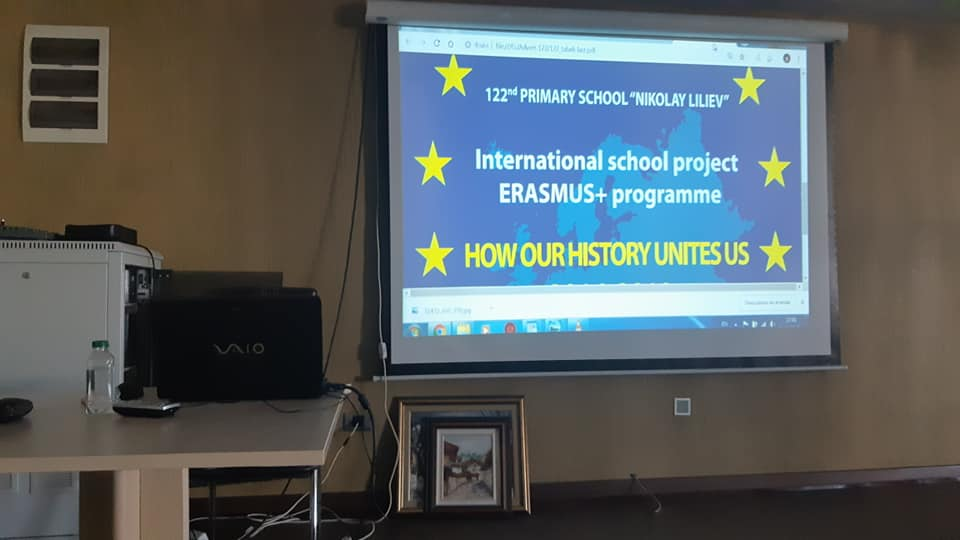 122nd PRIMARY SCHOOL "NIKOLAY LILIEV"
International school project
ERASMUS+ programme
HOW OUR HISTORY UNITES US
VAIO